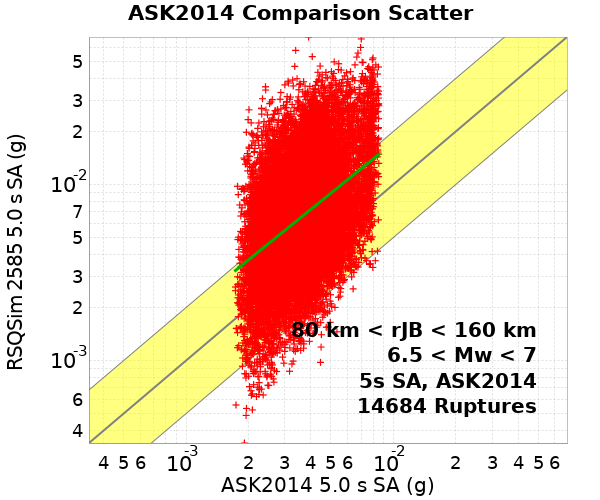 ASK2014 Comparison Scatter
RSQSim 2585 5.0 s SA (g)
5
3
2
10-2
7
5
3
2
10-3
6
4
80 km < rJB < 160 km
6.5 < Mw < 7
5s SA, ASK2014
14684 Ruptures
4 5 6 10-3 2 3 4 5 6 10-2 2 3 4 5 6
ASK2014 5.0 s SA (g)